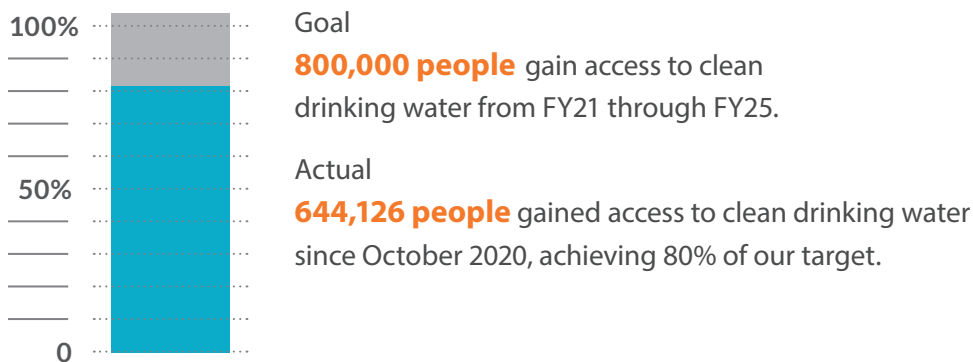 100%
50%
0
Goal
800,000 people gain access to clean
drinking water from FY21 through FY25.
Actual
644,126 people gained access to clean drinking water
since October 2020, achieving 80% of our target.